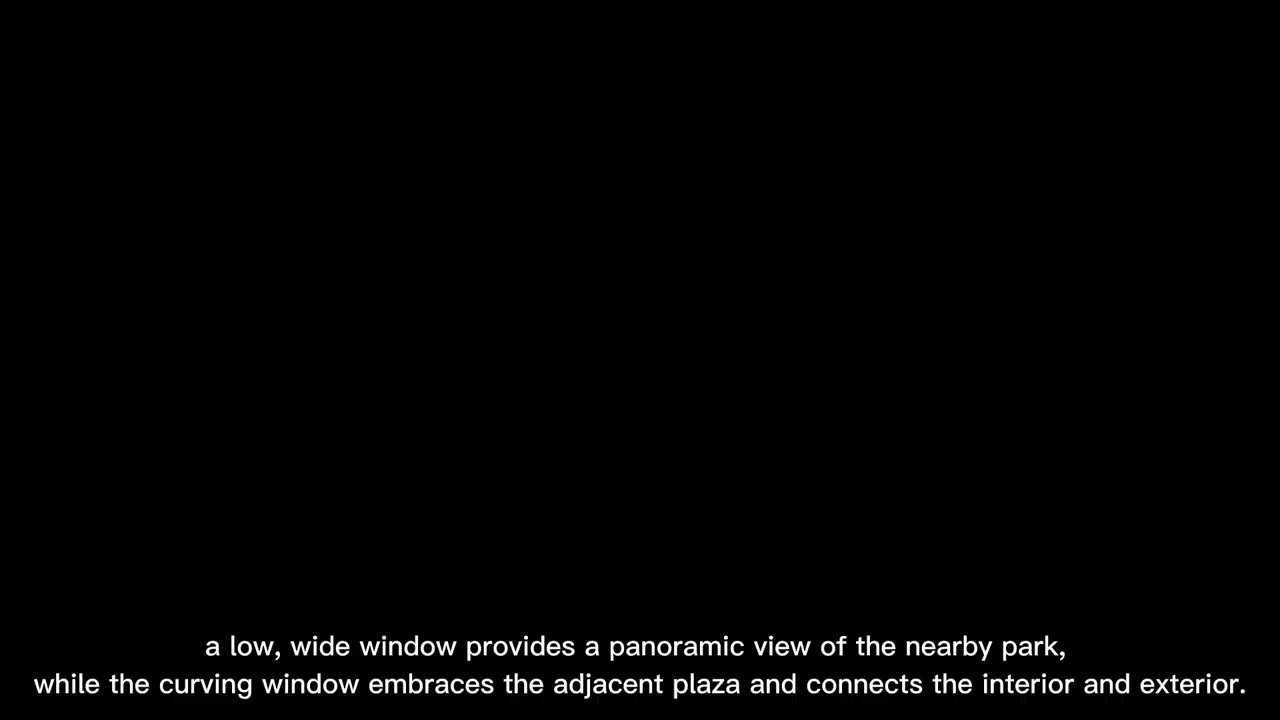 a low, wide window provides a panoramic view of the nearby park,
while the curving window embraces the adjacent plaza and connects the interior and exterior.